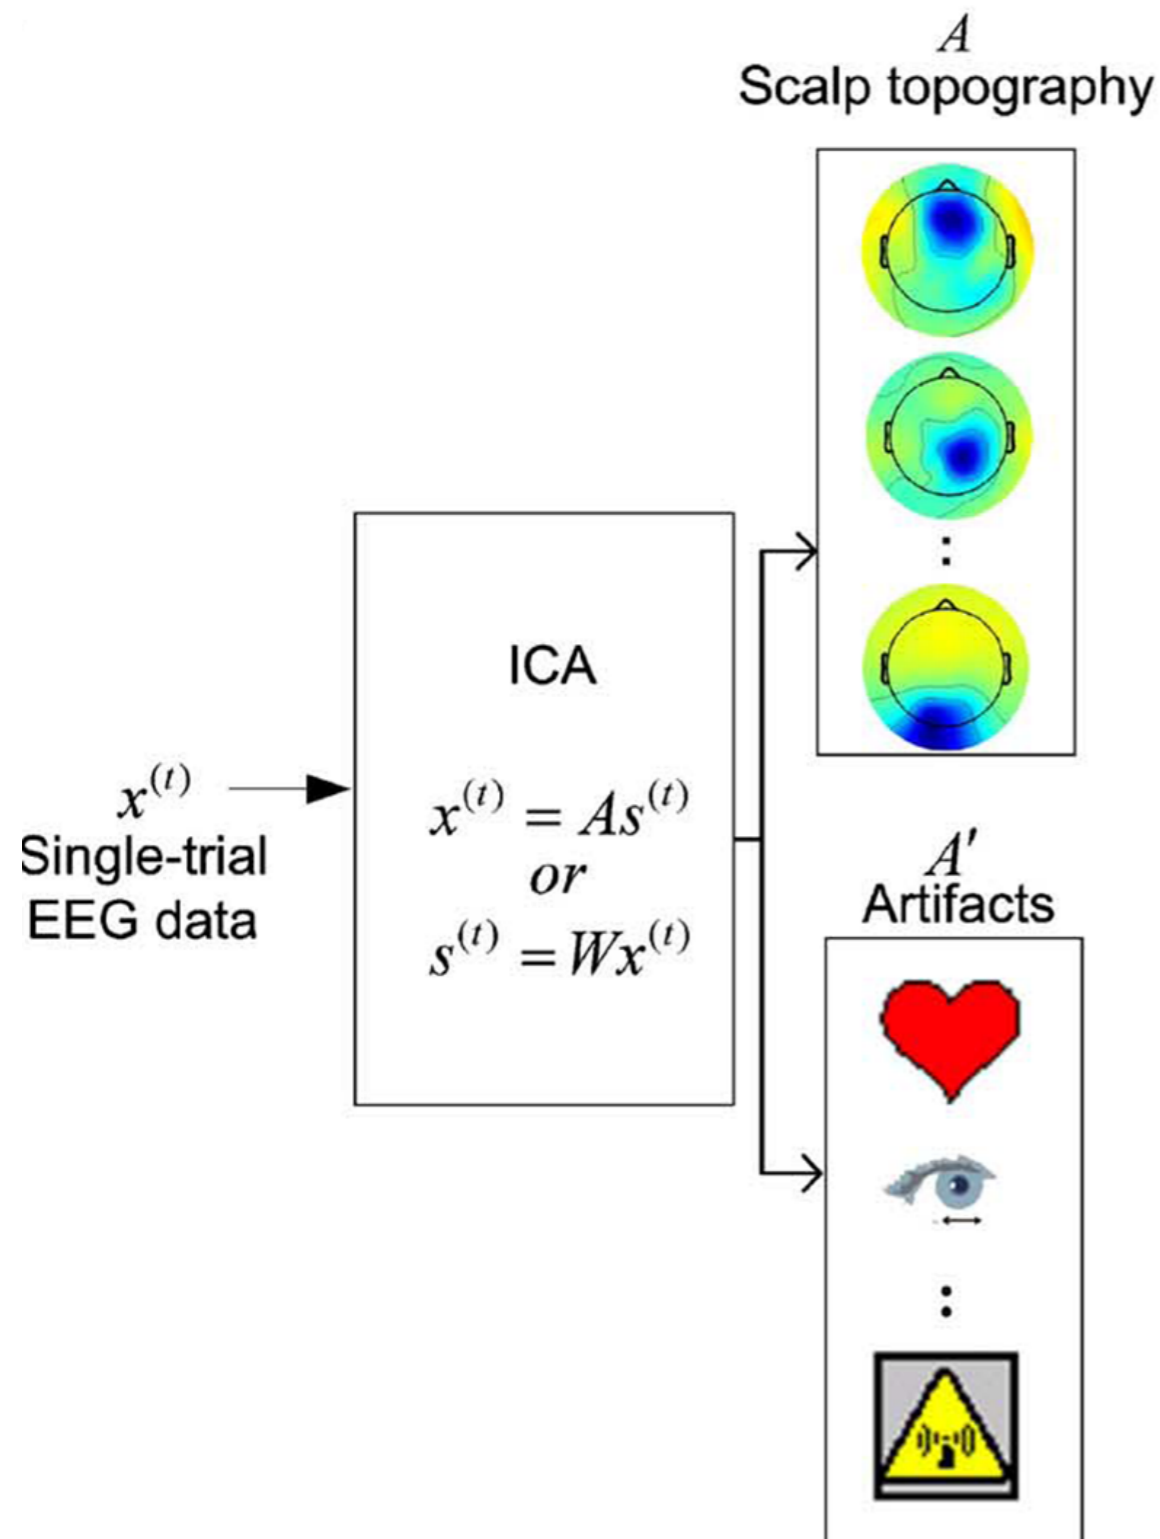 A
Scalp topography
ICA
x^(t)
Single-trial
EEG data
x^(t) = As^(t)
or
s^(t) = Wx^(t)
A′
Artifacts